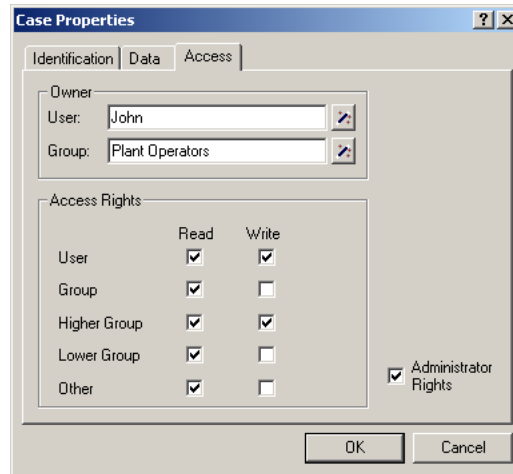 Case Properties
Identification Data Access
Owner
User: John
Group: Plant Operators
Access Rights
Read Write
User
Group
Higher Group
Lower Group
Other
Administrator
Rights
OK Cancel